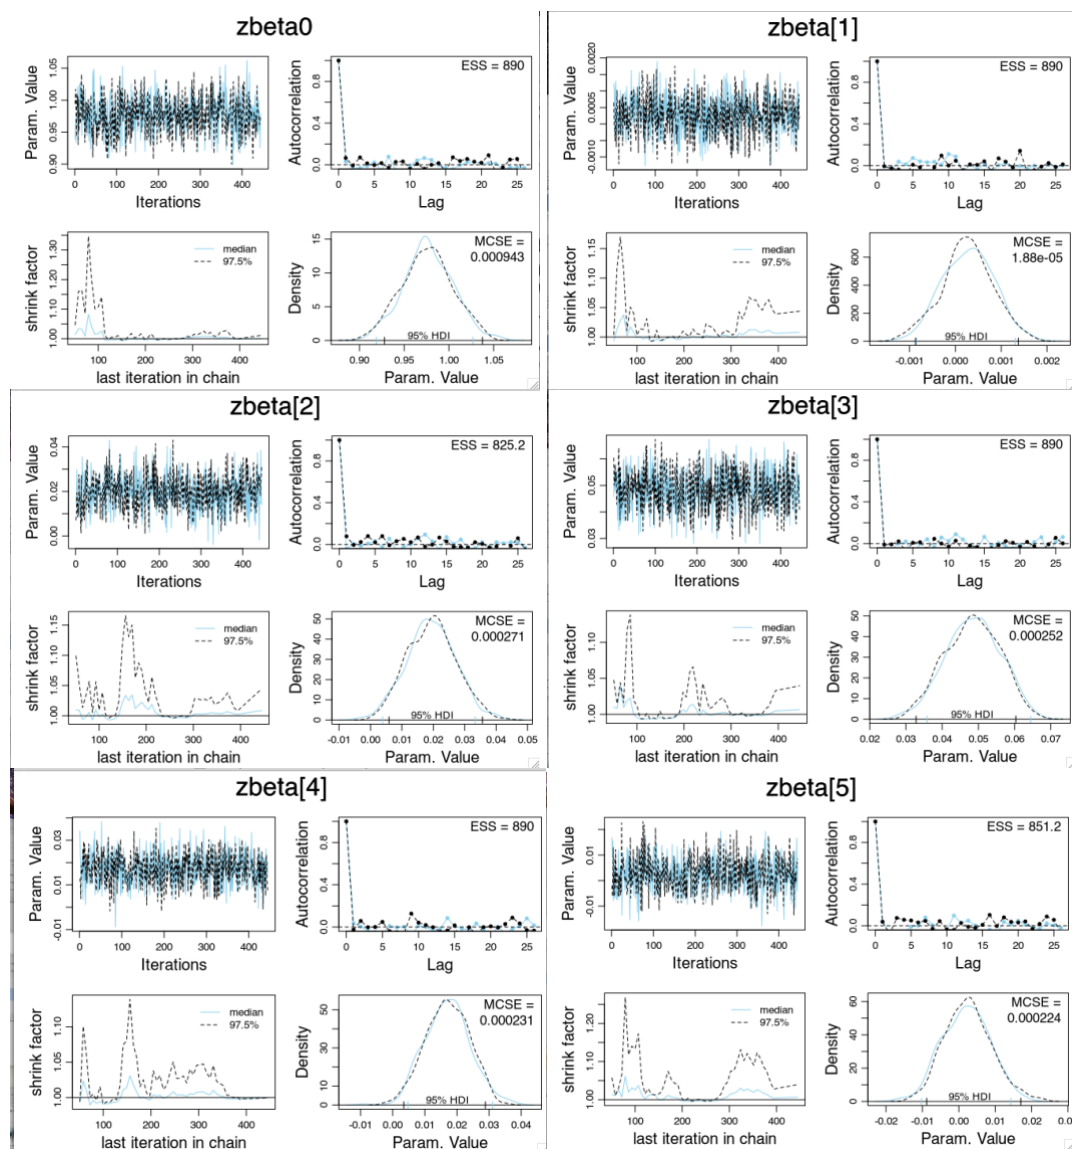 zbeta0
Param. Value
0.90 0.95 1.00 1.05
0 100 200 300 400
Iterations
Autocorrelation
0.0 0.4 0.8
ESS = 890
0 5 10 15 20 25
Lag
shrink factor
1.00 1.10 1.20 1.30
median
97.5%
100 200 300 400
last iteration in chain
Density
0 5 10 15
MCSE =
0.000943
95% HDI
0.90 0.95 1.00 1.05
Param. Value
zbeta[1]
Param. Value
-0.0010 0.0005 0.0020
0 100 200 300 400
Iterations
Autocorrelation
0.0 0.4 0.8
ESS = 890
0 5 10 15 20 25
Lag
shrink factor
1.00 1.05 1.10 1.15
median
97.5%
100 200 300 400
last iteration in chain
Density
0 200 400 600
MCSE =
1.88e-05
95% HDI
-0.001 0.000 0.001 0.002
Param. Value
zbeta[2]
Param. Value
0.00 0.02 0.04
0 100 200 300 400
Iterations
Autocorrelation
0.0 0.4 0.8
ESS = 825.2
0 5 10 15 20 25
Lag
shrink factor
1.00 1.05 1.10 1.15
median
97.5%
100 200 300 400
last iteration in chain
Density
0 10 20 30 40 50
MCSE =
0.000271
95% HDI
-0.01 0.00 0.01 0.02 0.03 0.04 0.05
Param. Value
zbeta[3]
Param. Value
0.03 0.05
0 100 200 300 400
Iterations
Autocorrelation
0.0 0.4 0.8
ESS = 890
0 5 10 15 20 25
Lag
shrink factor
1.00 1.05 1.10
median
97.5%
100 200 300 400
last iteration in chain
Density
0 10 20 30 40 50
MCSE =
0.000252
95% HDI
0.02 0.03 0.04 0.05 0.06 0.07
Param. Value
zbeta[4]
Param. Value
-0.01 0.01 0.03
0 100 200 300 400
Iterations
Autocorrelation
0.0 0.4 0.8
ESS = 890
0 5 10 15 20 25
Lag
shrink factor
1.00 1.05 1.10
median
97.5%
100 200 300 400
last iteration in chain
Density
0 10 30 50
MCSE =
0.000231
95% HDI
-0.01 0.00 0.01 0.02 0.03 0.04
Param. Value
zbeta[5]
Param. Value
-0.01 0.01
0 100 200 300 400
Iterations
Autocorrelation
0.0 0.4 0.8
ESS = 851.2
0 5 10 15 20 25
Lag
shrink factor
1.00 1.10 1.20
median
97.5%
100 200 300 400
last iteration in chain
Density
0 10 20 30 40 60
MCSE =
0.000224
95% HDI
-0.02 -0.01 0.00 0.01 0.02
Param. Value